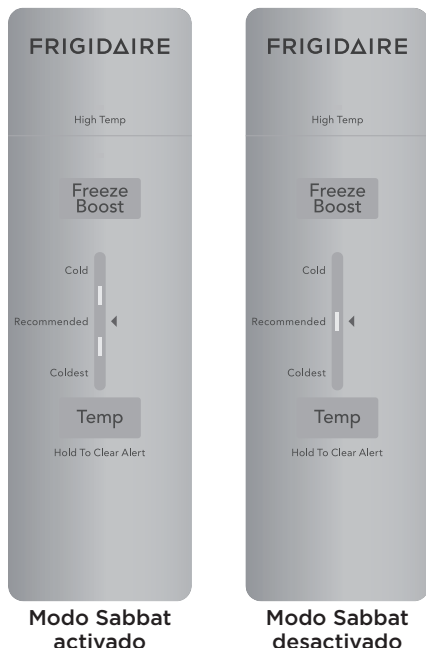 FRIGIDAIRE
High Temp
Freeze
Boost
Cold
Recommended
Coldest
Temp
Hold To Clear Alert
Modo Sabbat
activado
FRIGIDAIRE
High Temp
Freeze
Boost
Cold
Recommended
Coldest
Temp
Hold To Clear Alert
Modo Sabbat
desactivado